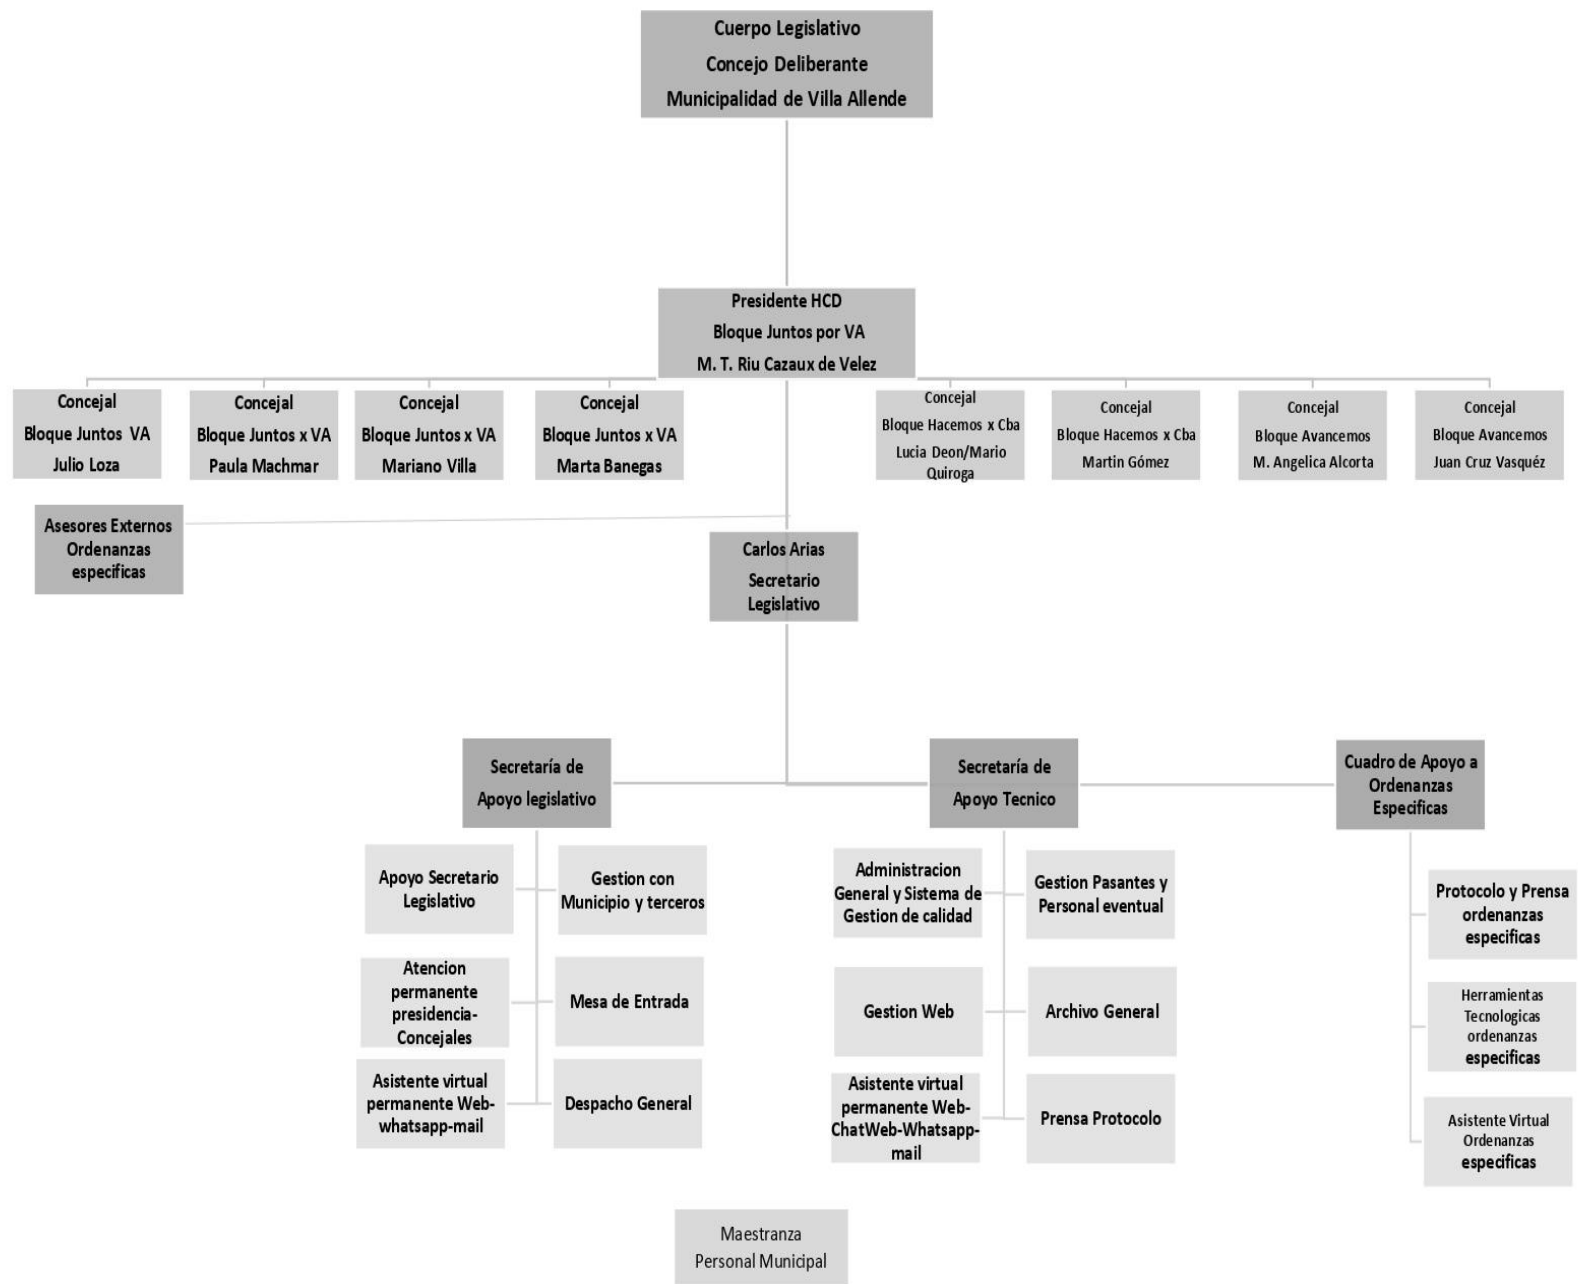 Cuerpo Legislativo
Concejo Deliberante
Municipalidad de Villa Allende
Presidente HCD
Bloque Juntos por VA
M. T. Riu Cazaux de Velez
Concejal
Bloque Juntos VA
Julio Loza
Concejal
Bloque Juntos x VA
Paula Machmar
Concejal
Bloque Juntos x VA
Mariano Villa
Concejal
Bloque Juntos x VA
Marta Banegas
Concejal
Bloque Hacemos x Cba
Lucia Deon/Mario
Quiroga
Concejal
Bloque Hacemos x Cba
Martin Gómez
Concejal
Bloque Avancemos
M. Angelica Alcorta
Concejal
Bloque Avancemos
Juan Cruz Vasquéz
Asesores Externos
Ordenanzas
especificas
Carlos Arias
Secretario
Legislativo
Secretaría de
Apoyo legislativo
Secretaría de
Apoyo Tecnico
Cuadro de Apoyo a
Ordenanzas
Especificas
Apoyo Secretario
Legislativo
Gestion con
Municipio y terceros
Atencion
permanente
presidencia-
Concejales
Mesa de Entrada
Asistente virtual
permanente Web-
whatsapp-mail
Despacho General
Administracion
General y Sistema de
Gestion de calidad
Gestion Pasantes y
Personal eventual
Gestion Web
Archivo General
Asistente virtual
permanente Web-
ChatWeb-Whatsapp-
mail
Prensa Protocolo
Protocolo y Prensa
ordenanzas
especificas
Herramientas
Tecnologicas
ordenanzas
especificas
Asistente Virtual
Ordenanzas
especificas
Maestranza
Personal Municipal